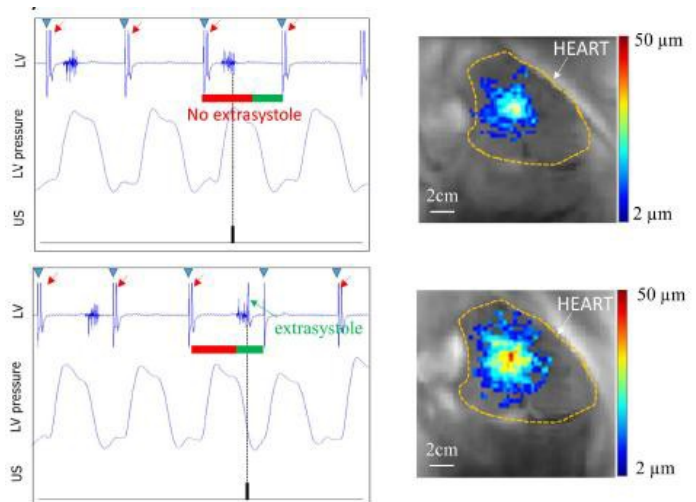 LV
No extrasystole
LV pressure
US
HEART
2cm
50 µm
2 µm
LV
extrasystole
LV pressure
US
HEART
2cm
50 µm
2 µm